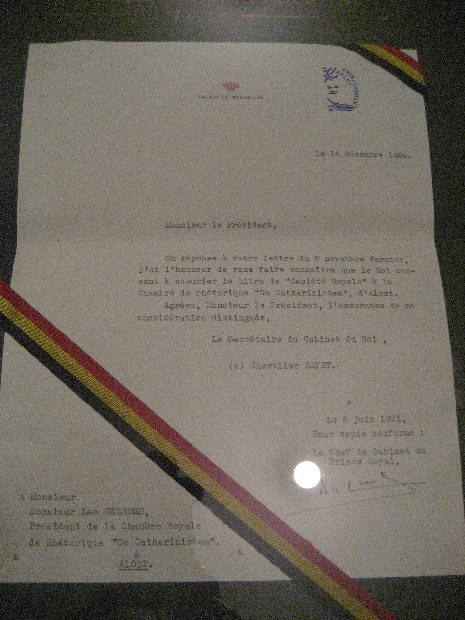 PALAIS DE BRUXELLES
le 14 décembre 1904.
Monsieur le Président,
En réponse à votre lettre du 9 novembre dernier,
j'ai l'honneur de vous faire connaître que le Roi con-
sent à accorder le titre de "Société Royale" à la
Chambre de Rhétorique "De Catharinisten", d'Alost.
Agréez, Monsieur le Président, l'assurance de ma
considération distinguée.
Le Secrétaire du Cabinet du Roi,
(s) Chevalier
Le juin 1951.
Pour copie conforme :
Le Chef de Cabinet du
Prince Royal,
A Monsieur
Monsieur Leo
Président de la Chambre Royale
de Rhétorique "De Catharinisten".
à à à
ALOST.